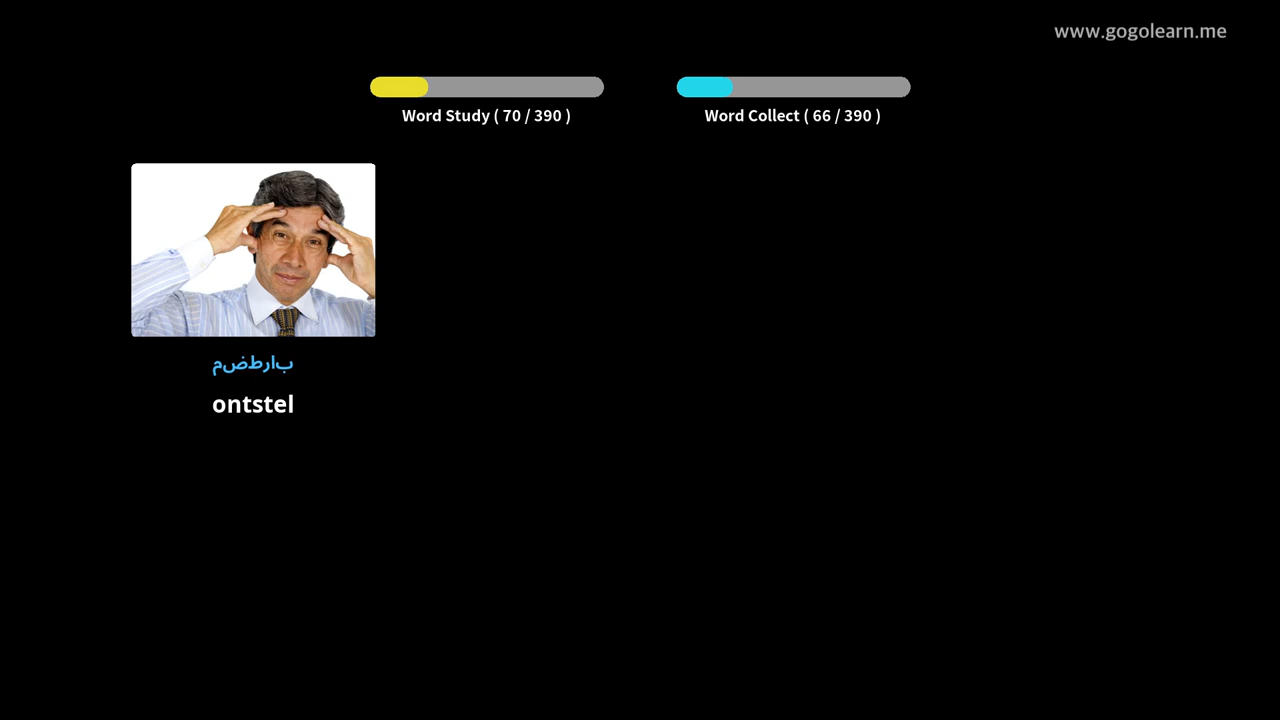 www.gogolearn.me
Word Study ( 70 / 390 )
Word Collect ( 66 / 390 )
بارطضم
ontstel